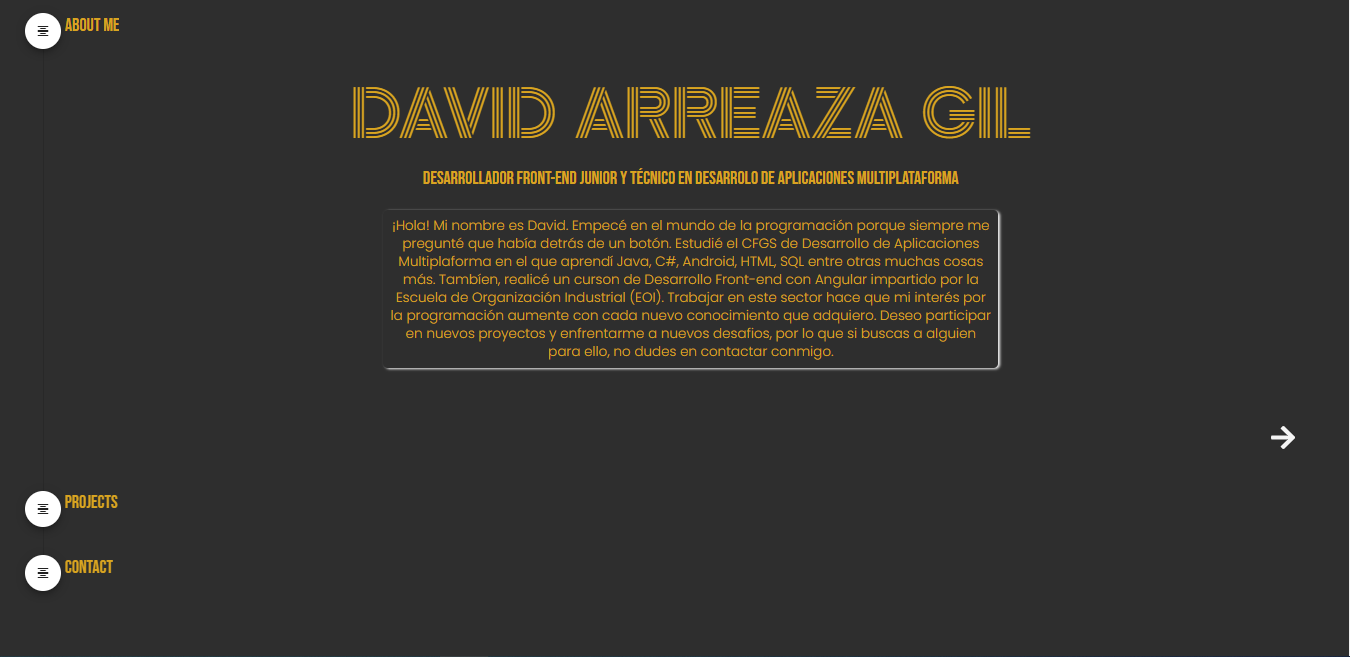 ABOUT ME
DAVID ARREAZA GIL
DESARROLLADOR FRONT-END JUNIOR Y TÉCNICO EN DESARROLO DE APLICACIONES MULTIPLATAFORMA
¡Hola! Mi nombre es David. Empecé en el mundo de la programación porque siempre me
pregunté que había detrás de un botón. Estudié el CFGS de Desarrollo de Aplicaciones
Multiplaforma en el que aprendí Java, C#, Android, HTML, SQL entre otras muchas cosas
más. Tambíen, realicé un curson de Desarrollo Front-end con Angular impartido por la
Escuela de Organización Industrial (EOI). Trabajar en este sector hace que mi interés por
la programación aumente con cada nuevo conocimiento que adquiero. Deseo participar
en nuevos proyectos y enfrentarme a nuevos desafios, por lo que si buscas a alguien
para ello, no dudes en contactar conmigo.
PROJECTS
CONTACT